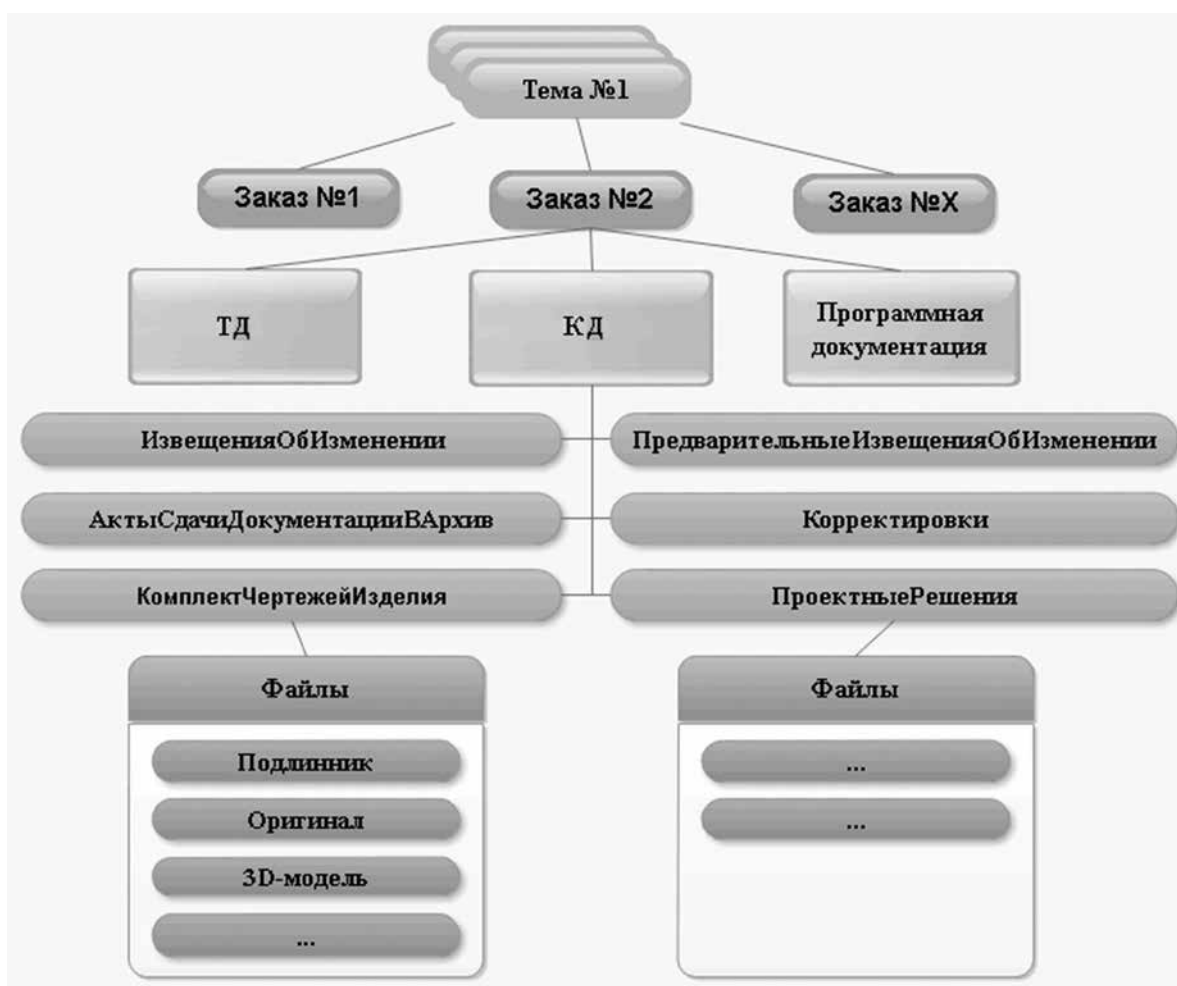 Тема №1
Заказ №1
Заказ №2
Заказ №X
ТД
КД
Программная
документация
ИзвещенияОбИзменении
ПредварительныеИзвещенияОбИзменении
АктыСдачиДокументацииВАрхив
Корректировки
КомплектЧертежейИзделия
ПроектныеРешения
Файлы
Подлинник
Оригинал
3D-модель
...
Файлы
...
...